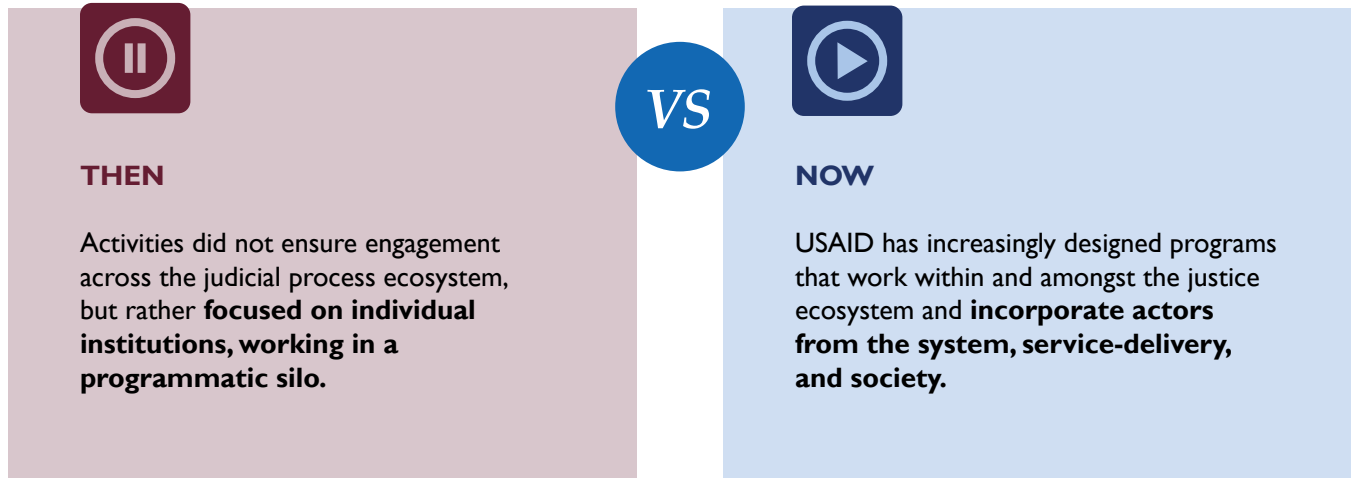 VS
THEN
Activities did not ensure engagement
across the judicial process ecosystem,
but rather focused on individual
institutions, working in a
programmatic silo.
NOW
USAID has increasingly designed programs
that work within and amongst the justice
ecosystem and incorporate actors
from the system, service-delivery,
and society.